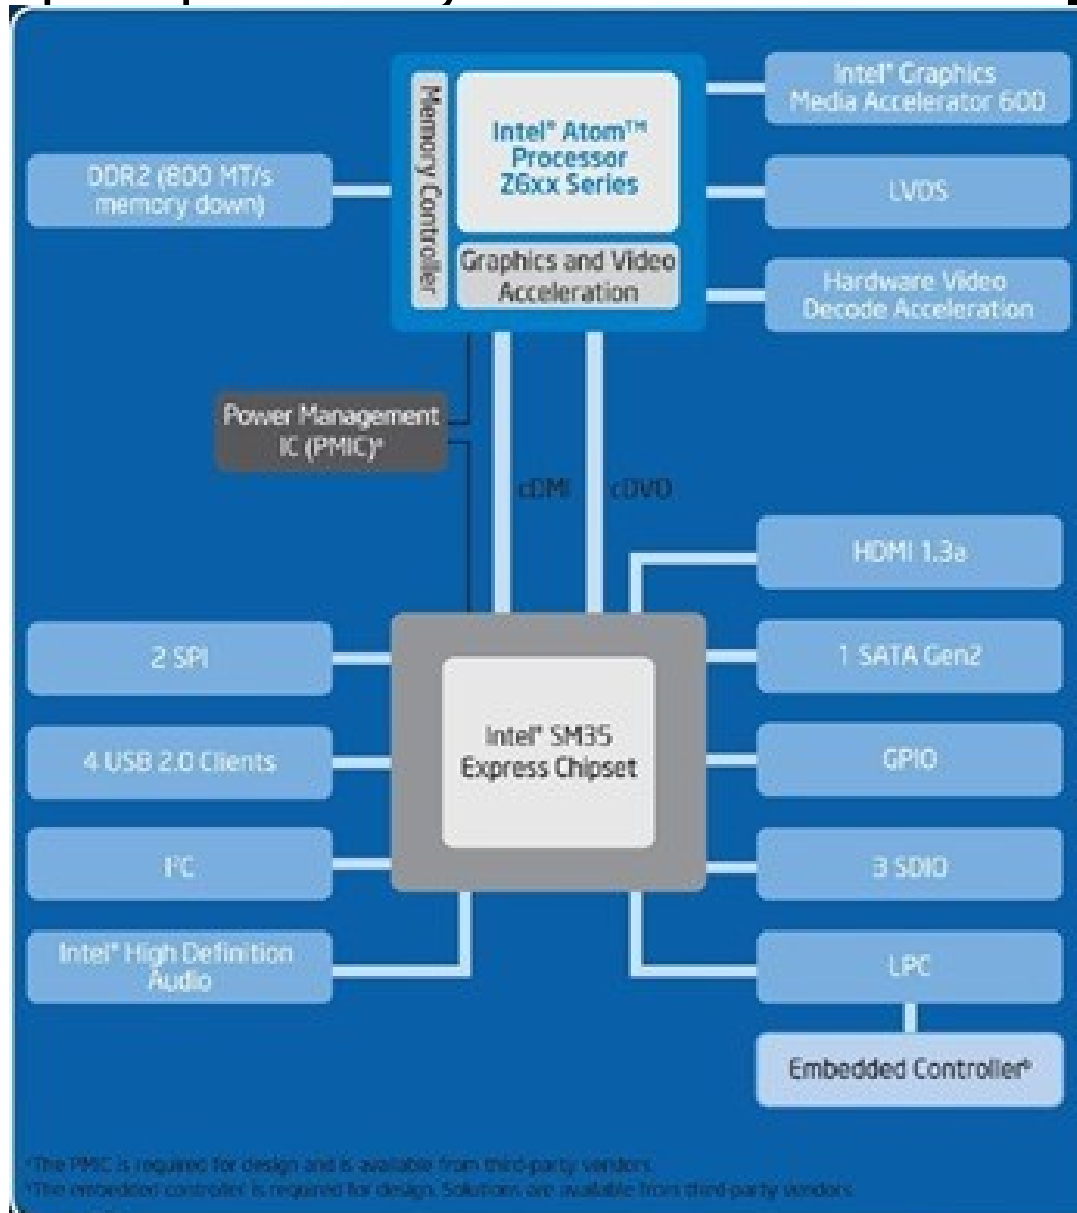 Intel® Graphics
Media Accelerator 600
Memory Controller
Intel® Atom™
Processor
Z6xx Series
DDR2 (800 MT/s
memory down)
LVDS
Graphics and Video
Acceleration
Hardware Video
Decode Acceleration
Power Management
IC (PMIC)ª
cDMI
cDVO
HDMI 1.3a
2 SPI
1 SATA Gen2
Intel® SM35
Express Chipset
4 USB 2.0 Clients
GPIO
I²C
3 SDIO
Intel® High Definition
Audio
LPC
Embedded Controllerᵇ
ªThe PMIC is required for design and is available from third-party vendors.
ᵇThe embedded controller is required for design. Solutions are available from third-party vendors.